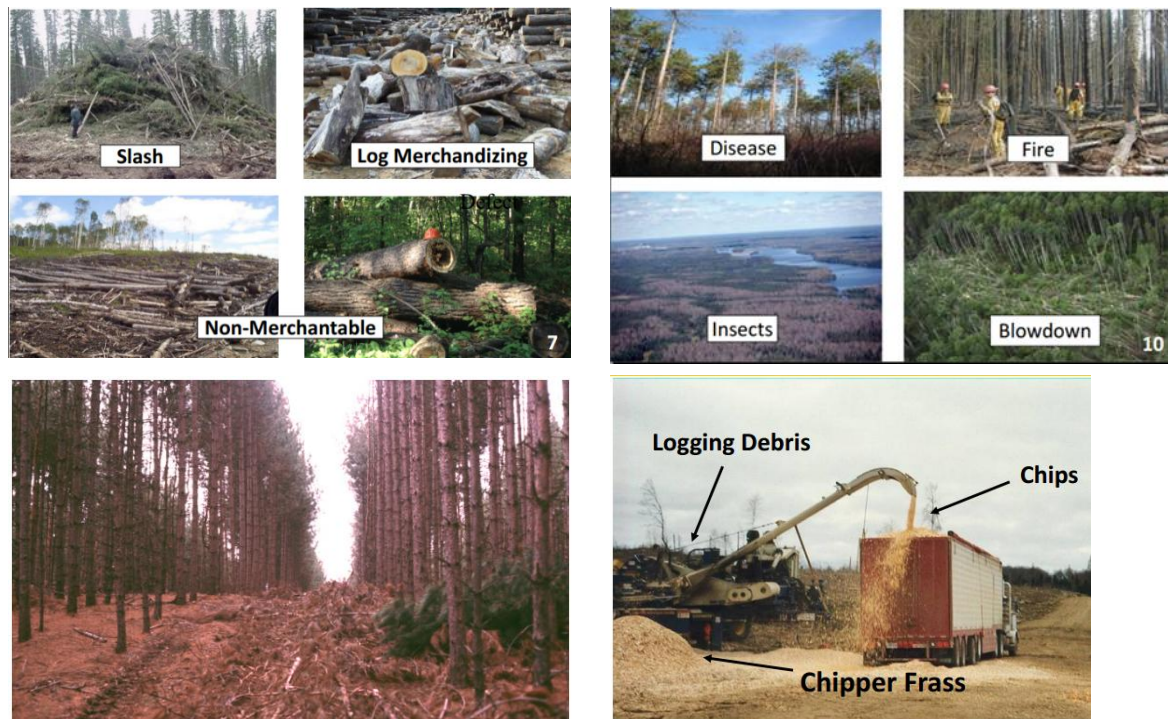 Slash
Log Merchandizing
Defect
Non-Merchantable
7
Disease
Fire
Insects
Blowdown
10
Logging Debris
Chips
Chipper Frass